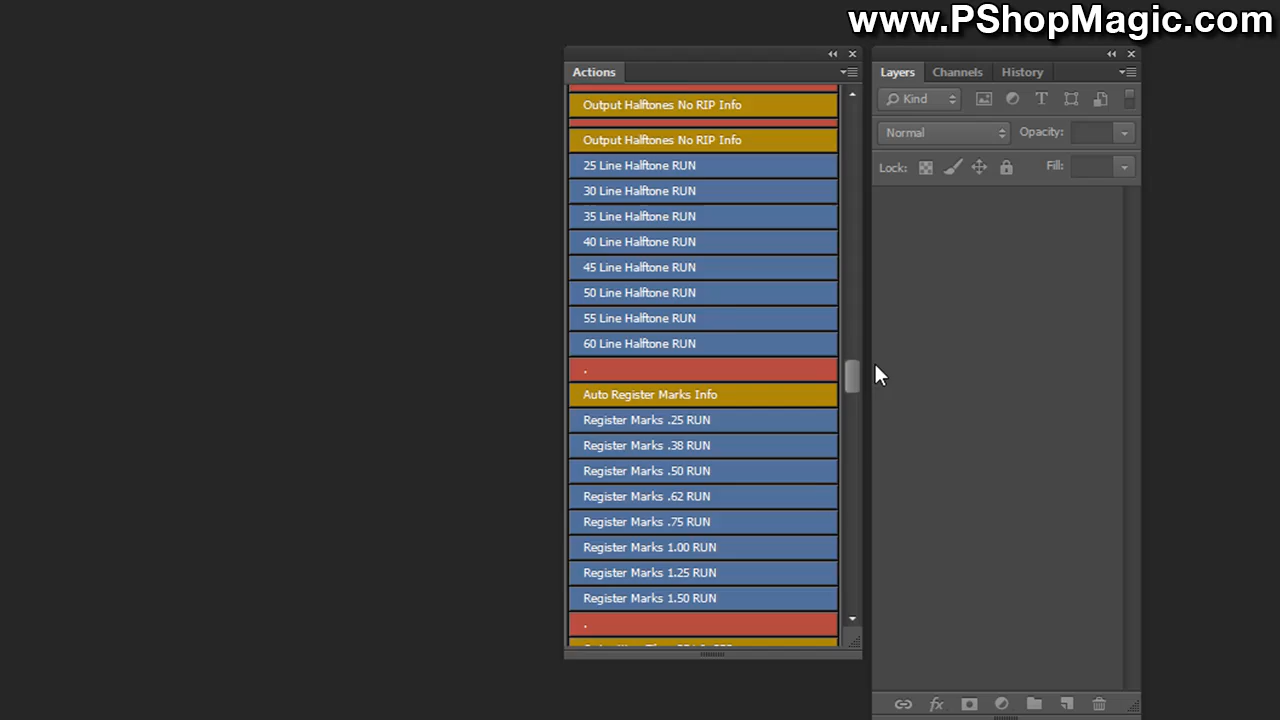 www.PShopMagic.com
Actions
Output Halftones No RIP Info
Output Halftones No RIP Info
25 Line Halftone RUN
30 Line Halftone RUN
35 Line Halftone RUN
40 Line Halftone RUN
45 Line Halftone RUN
50 Line Halftone RUN
55 Line Halftone RUN
60 Line Halftone RUN
.
Auto Register Marks Info
Register Marks .25 RUN
Register Marks .38 RUN
Register Marks .50 RUN
Register Marks .62 RUN
Register Marks .75 RUN
Register Marks 1.00 RUN
Register Marks 1.25 RUN
Register Marks 1.50 RUN
.
Layers Channels History
Kind
Normal Opacity:
Lock: Fill:
fx